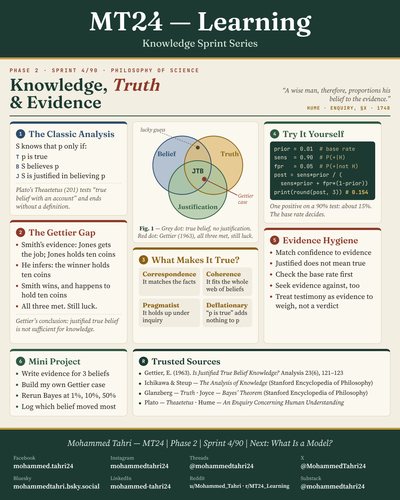 MT24 — Learning
Knowledge Sprint Series
PHASE 2 · SPRINT 4/90 · PHILOSOPHY OF SCIENCE
Knowledge, Truth
& Evidence
"A wise man, therefore, proportions his
belief to the evidence."
HUME · ENQUIRY, §X · 1748
1 The Classic Analysis
S knows that p only if:
T p is true
B S believes p
J S is justified in believing p
Plato's Theaetetus (201) tests "true
belief with an account" and ends
without a definition.
2 The Gettier Gap
Smith's evidence: Jones gets
the job; Jones holds ten coins
He infers: the winner holds
ten coins
Smith wins, and happens to
hold ten coins
All three met. Still luck.
Gettier's conclusion: justified true belief
is not sufficient for knowledge.
lucky guess
Belief
Truth
JTB
Justification
Gettier
case
Fig. 1 — Grey dot: true belief, no justification.
Red dot: Gettier (1963), all three met, still luck.
3 What Makes It True?
Correspondence
It matches the facts
Coherence
It fits the whole
web of beliefs
Pragmatist
It holds up under
inquiry
Deflationary
"p is true" adds
nothing to p
4 Try It Yourself
prior = 0.01 # base rate
sens = 0.90 # P(+|H)
fpr = 0.05 # P(+|not H)
post = sens*prior / (
sens*prior + fpr*(1-prior))
print(round(post, 3)) # 0.154
One positive on a 90% test: about 15%.
The base rate decides.
5 Evidence Hygiene
Match confidence to evidence
Justified does not mean true
Check the base rate first
Seek evidence against, too
Treat testimony as evidence to
weigh, not a verdict
6 Mini Project
Write evidence for 3 beliefs
Build my own Gettier case
Rerun Bayes at 1%, 10%, 50%
Log which belief moved most
R Trusted Sources
Gettier, E. (1963). Is Justified True Belief Knowledge? Analysis 23(6), 121–123
Ichikawa & Steup — The Analysis of Knowledge (Stanford Encyclopedia of Philosophy)
Glanzberg — Truth · Joyce — Bayes' Theorem (Stanford Encyclopedia of Philosophy)
Plato — Theaetetus · Hume — An Enquiry Concerning Human Understanding
Mohammed Tahri — MT24 | Phase 2 | Sprint 4/90 | Next: What Is a Model?
Facebook
mohammed.tahri24
Instagram
mohammed.tahri24
Threads
@mohammedtahri24
X
@MohammedTahri24
Bluesky
mohammedtahri.bsky.social
LinkedIn
mohammedtahri-mt24
Reddit
u/Mohammed_Tahri · r/MT24_Learning
Substack
@mohammedtahri24